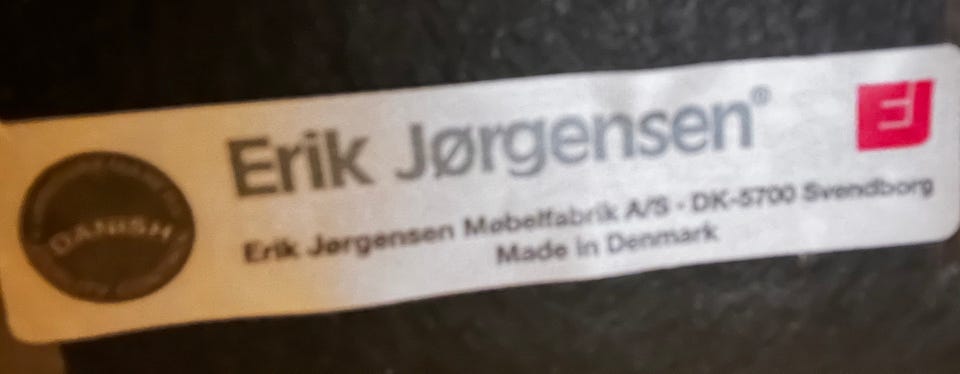 Erik Jørgensen®
EJ
DANISH
Erik Jørgensen Møbelfabrik A/S - DK-5700 Svendborg
Made in Denmark